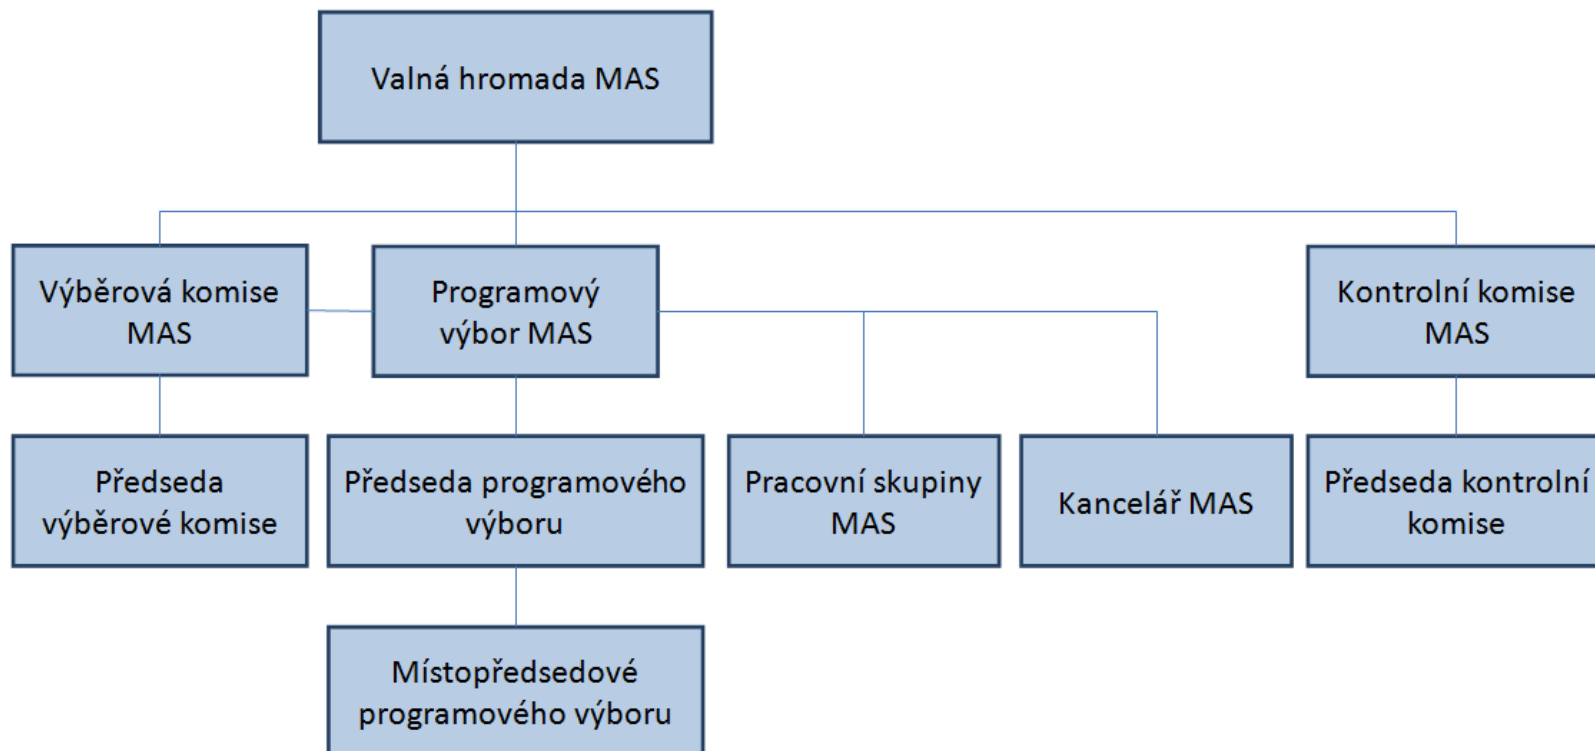 Valná hromada MAS
Výběrová komise
MAS
Programový
výbor MAS
Kontrolní komise
MAS
Předseda
výběrové komise
Předseda programového
výboru
Pracovní skupiny
MAS
Kancelář MAS
Předseda kontrolní
komise
Místopředsedové
programového výboru